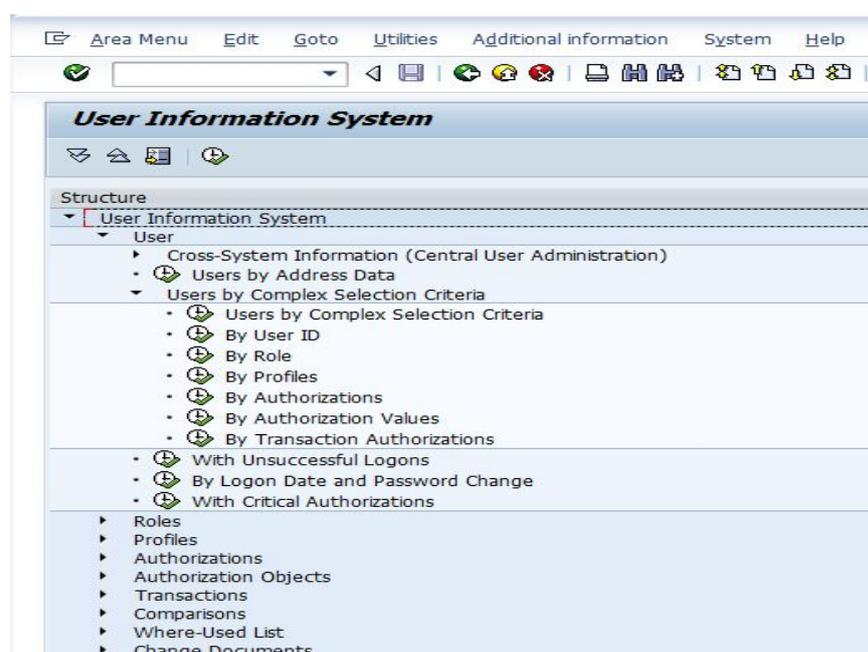 Area Menu Edit Goto Utilities Additional information System Help
User Information System
Structure
User Information System
User
Cross-System Information (Central User Administration)
Users by Address Data
Users by Complex Selection Criteria
Users by Complex Selection Criteria
By User ID
By Role
By Profiles
By Authorizations
By Authorization Values
By Transaction Authorizations
With Unsuccessful Logons
By Logon Date and Password Change
With Critical Authorizations
Roles
Profiles
Authorizations
Authorization Objects
Transactions
Comparisons
Where-Used List
Change Documents